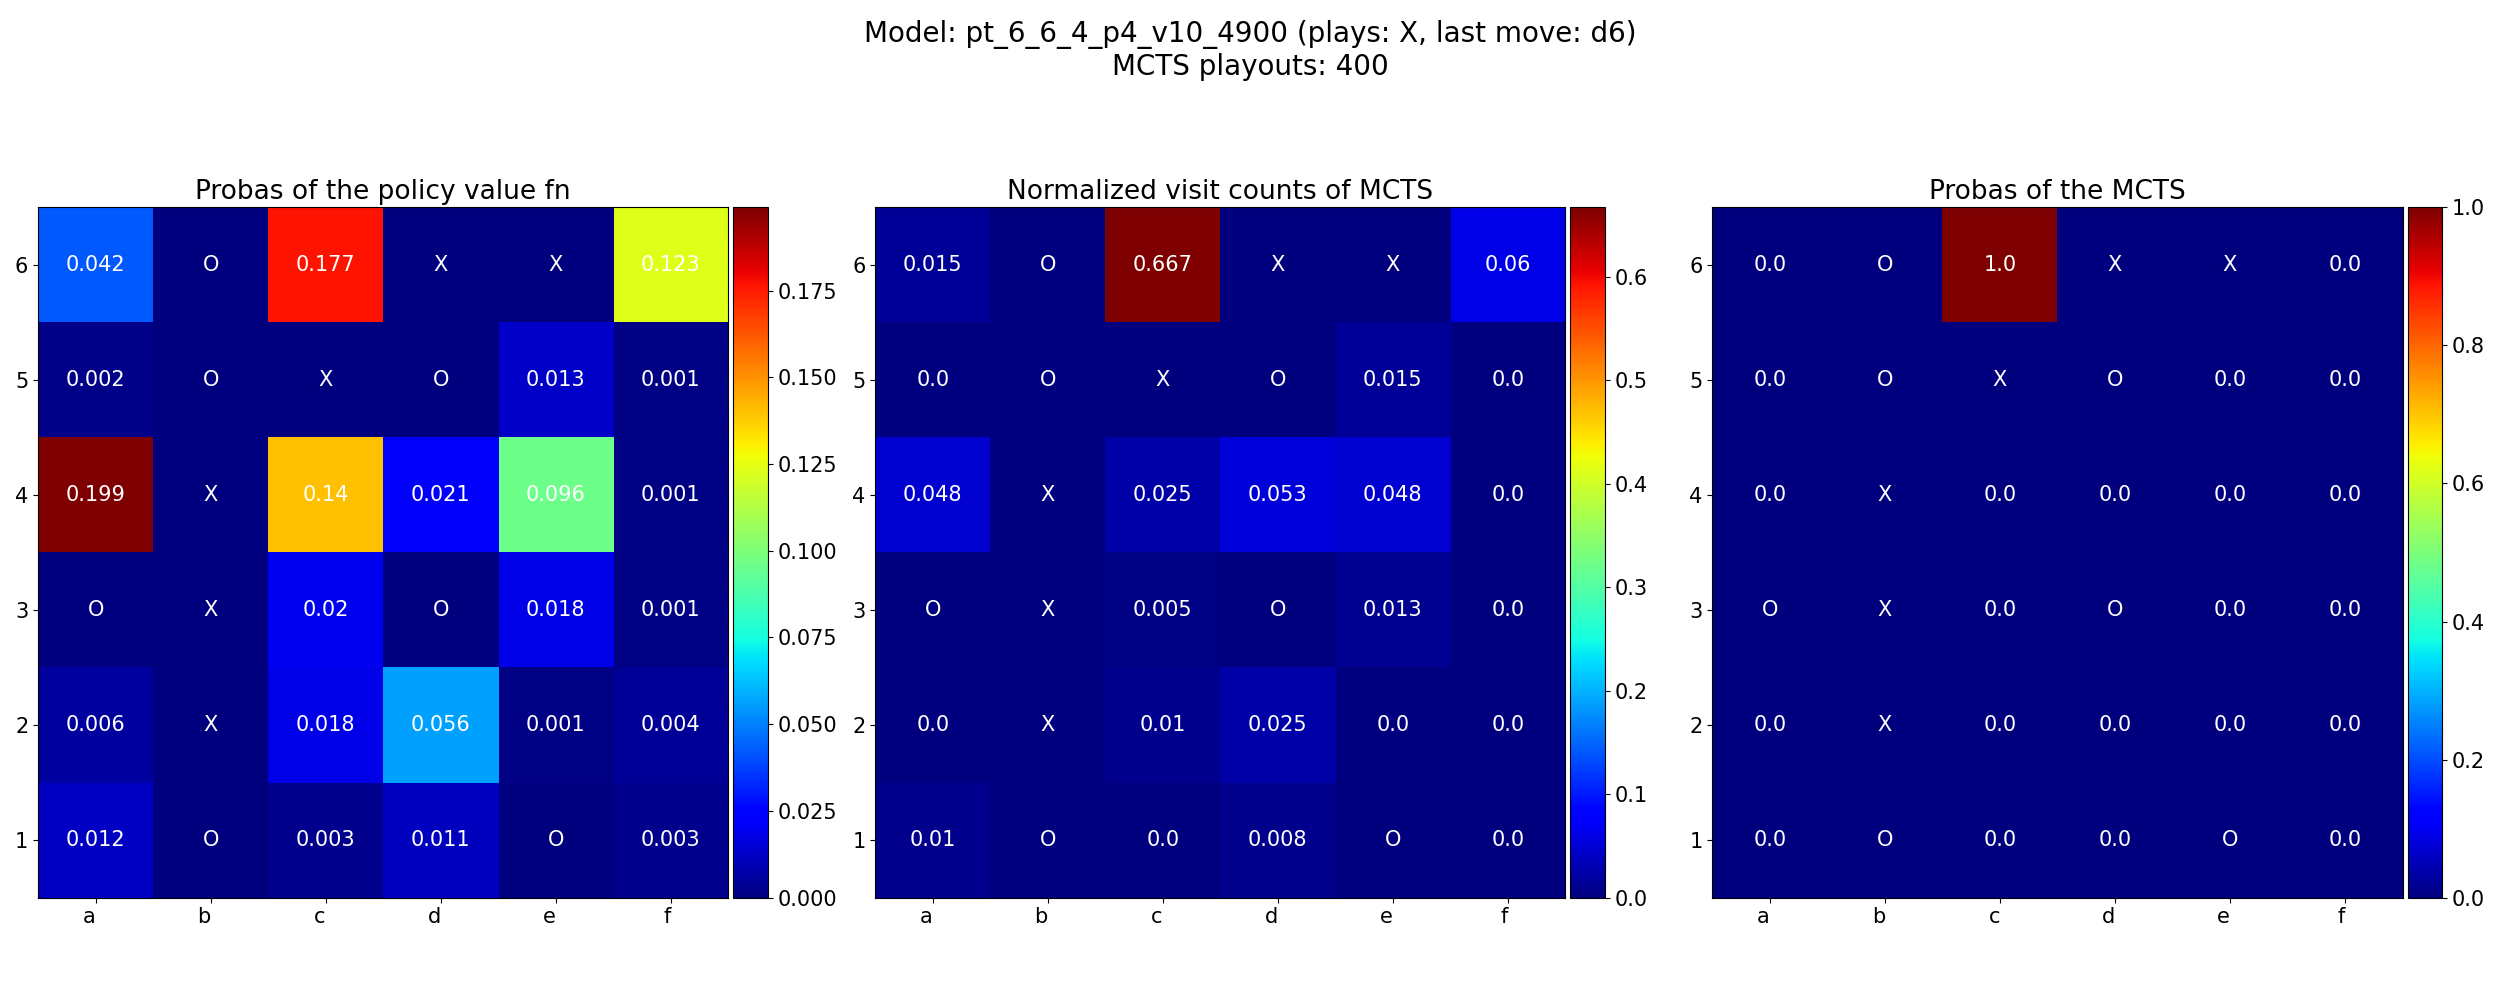 Model: pt_6_6_4_p4_v10_4900 (plays: X, last move: d6)
MCTS playouts: 400
Probas of the policy value fn
6 0.042 O 0.177 X X 0.123
5 0.002 O X O 0.013 0.001
4 0.199 X 0.14 0.021 0.096 0.001
3 O X 0.02 O 0.018 0.001
2 0.006 X 0.018 0.056 0.001 0.004
1 0.012 O 0.003 0.011 O 0.003
a b c d e f
0.175
0.150
0.125
0.100
0.075
0.050
0.025
0.000
Normalized visit counts of MCTS
6 0.015 O 0.667 X X 0.06
5 0.0 O X O 0.015 0.0
4 0.048 X 0.025 0.053 0.048 0.0
3 O X 0.005 O 0.013 0.0
2 0.0 X 0.01 0.025 0.0 0.0
1 0.01 O 0.0 0.008 O 0.0
a b c d e f
0.6
0.5
0.4
0.3
0.2
0.1
0.0
Probas of the MCTS
6 0.0 O 1.0 X X 0.0
5 0.0 O X O 0.0 0.0
4 0.0 X 0.0 0.0 0.0 0.0
3 O X 0.0 O 0.0 0.0
2 0.0 X 0.0 0.0 0.0 0.0
1 0.0 O 0.0 0.0 O 0.0
a b c d e f
1.0
0.8
0.6
0.4
0.2
0.0